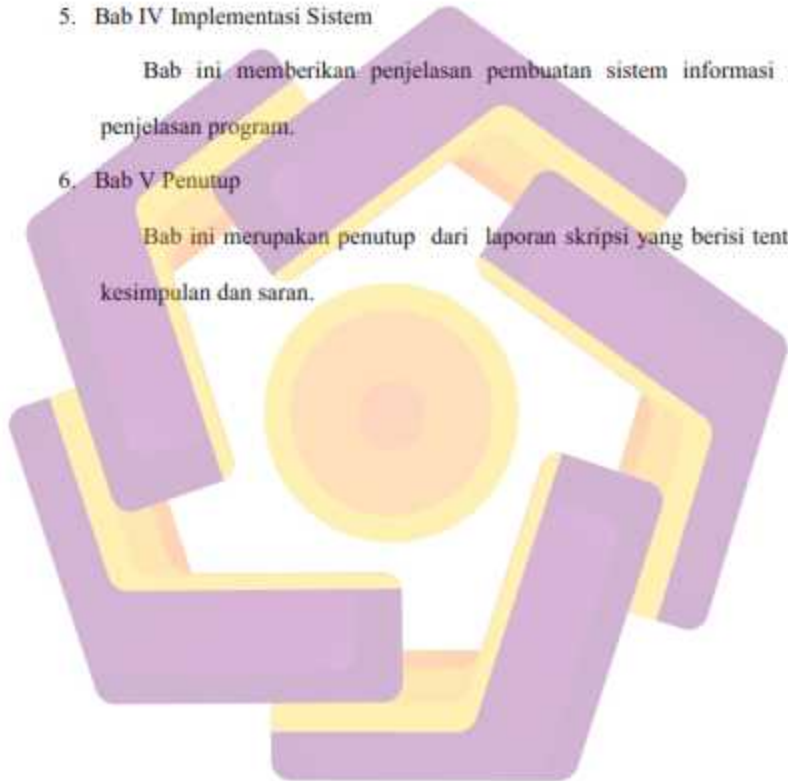 5. Bab IV Implementasi Sistem
Bab ini memberikan penjelasan pembuatan sistem informasi
penjelasan program.
6. Bab V Penutup
Bab ini merupakan penutup dari laporan skripsi yang berisi tent
kesimpulan dan saran.